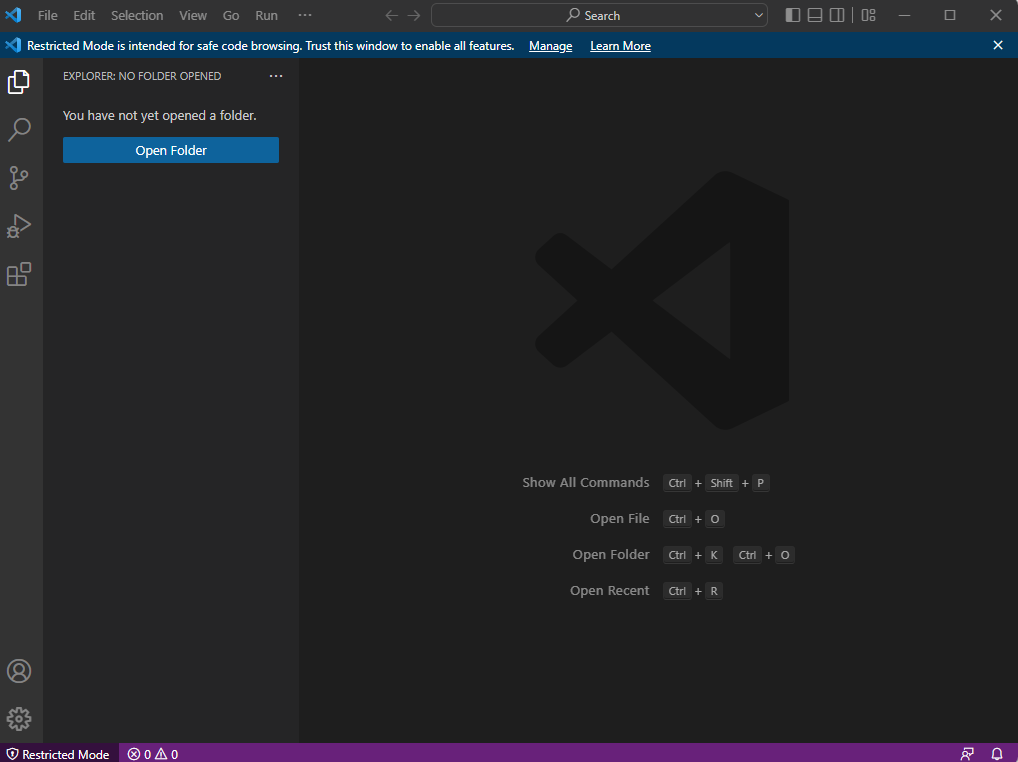 File Edit Selection View Go Run ··· Search
Restricted Mode is intended for safe code browsing. Trust this window to enable all features. Manage Learn More
EXPLORER: NO FOLDER OPENED
You have not yet opened a folder.
Open Folder
Show All Commands Ctrl + Shift + P
Open File Ctrl + O
Open Folder Ctrl + K Ctrl + O
Open Recent Ctrl + R
Restricted Mode 0 0